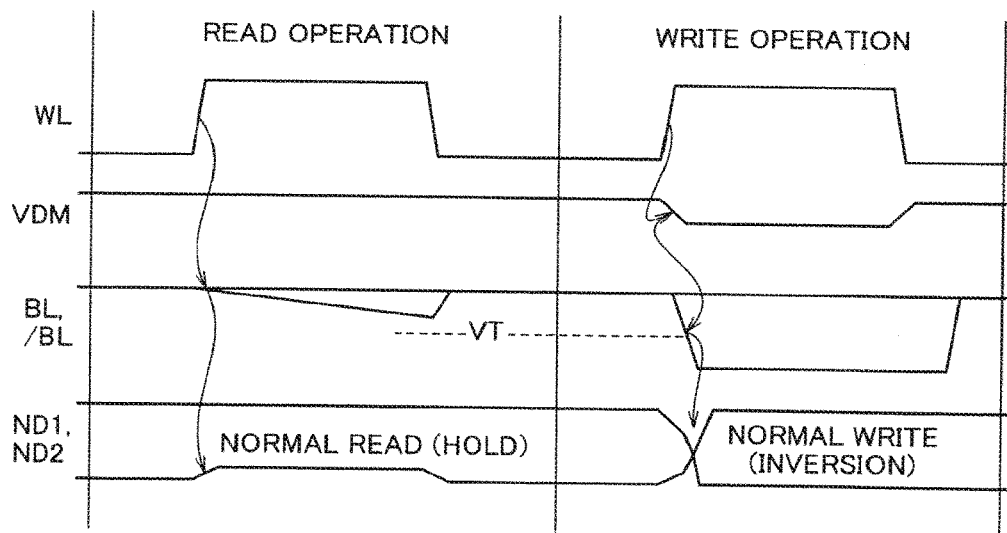 READ OPERATION
WRITE OPERATION
WL
VDM
BL,
/BL
VT
ND1,
ND2
NORMAL READ (HOLD)
NORMAL WRITE
(INVERSION)